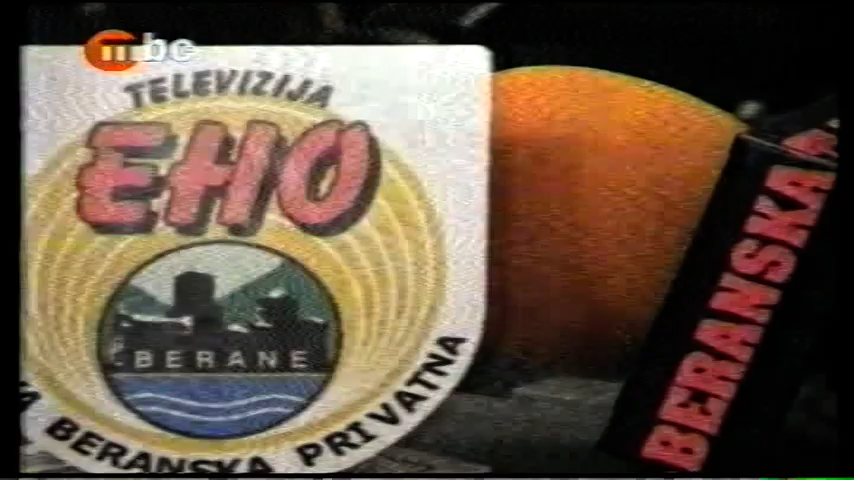 mbc
TELEVIZIJA
EHO
BERANE
BERANSKA PRIVATNA
BERANSKA